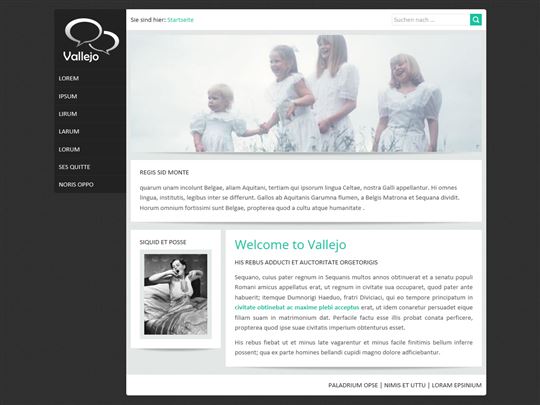 Vallejo
LOREM
IPSUM
LIRUM
LARUM
LORUM
SES QUITTE
NORIS OPPO
Sie sind hier: Startseite
Suchen nach ...
REGIS SID MONTE
quarum unam incolunt Belgae, aliam Aquitani, tertiam qui ipsorum lingua Celtae, nostra Galli appellantur. Hi omnes
lingua, institutis, legibus inter se differunt. Gallos ab Aquitanis Garumna flumen, a Belgis Matrona et Sequana dividit.
Horum omnium fortissimi sunt Belgae, propterea quod a cultu atque humanitate .
SIQUID ET POSSE
Welcome to Vallejo
HIS REBUS ADDUCTI ET AUCTORITATE ORGETORIGIS
Sequano, cuius pater regnum in Sequanis multos annos obtinuerat et a senatu populi
Romani amicus appellatus erat, ut regnum in civitate sua occuparet, quod pater ante
habuerit; itemque Dumnorigi Haeduo, fratri Diviciaci, qui eo tempore principatum in
civitate obtinebat ac maxime plebi acceptus erat, ut idem conaretur persuadet eique
filiam suam in matrimonium dat. Perfacile factu esse illis probat conata perficere,
propterea quod ipse suae civitatis imperium obtenturus esset.
His rebus fiebat ut et minus late vagarentur et minus facile finitimis bellum inferre
possent; qua ex parte homines bellandi cupidi magno dolore adficiebantur.
PALADRIUM OPSE | NIMIS ET UTTU | LORAM EPSINIUM